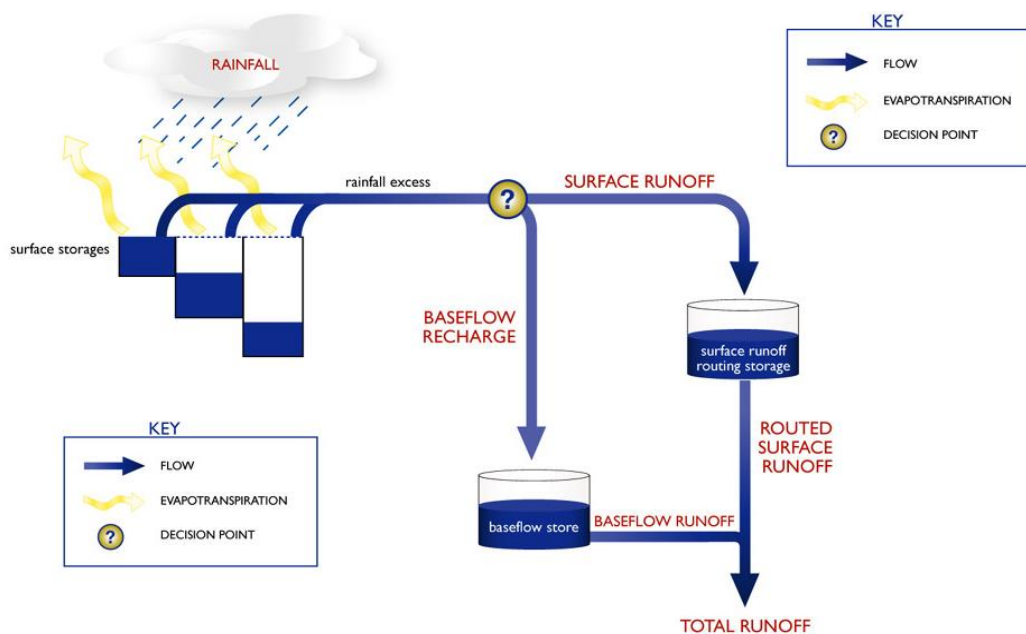 KEY
FLOW
EVAPOTRANSPIRATION
?
DECISION POINT
RAINFALL
rainfall excess
?
SURFACE RUNOFF
surface storages
BASEFLOW
RECHARGE
surface runoff
routing storage
KEY
FLOW
EVAPOTRANSPIRATION
?
DECISION POINT
ROUTED
SURFACE
RUNOFF
baseflow store
BASEFLOW RUNOFF
TOTAL RUNOFF